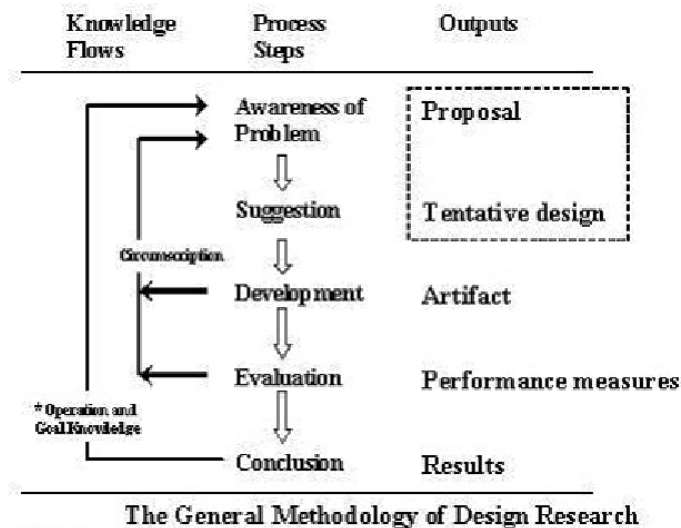 Knowledge Process Outputs
Flows Steps
Awareness of Proposal
Problem
Suggestion Tentative design
Circumscription
Development Artifact
Evaluation Performance measures
*Operation and
Goal Knowledge
Conclusion Results
The General Methodology of Design Research